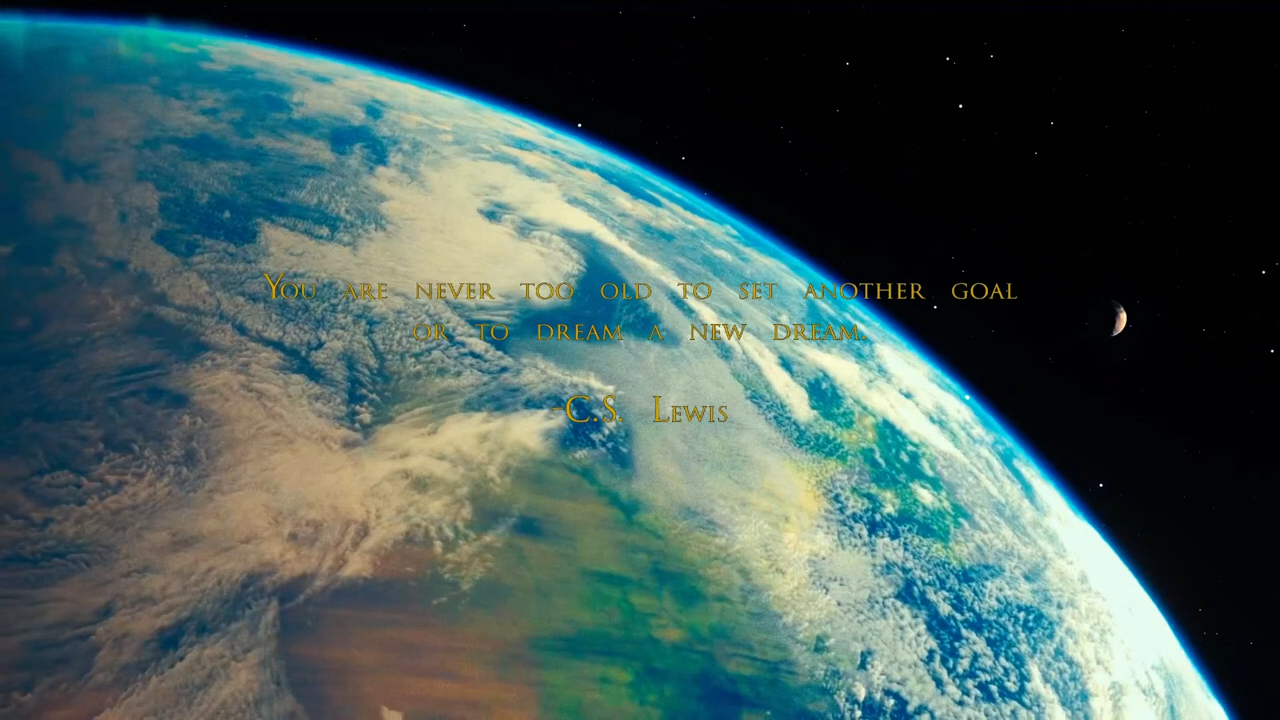 You are never too old to set another goal
or to dream a new dream.
-C.S. Lewis